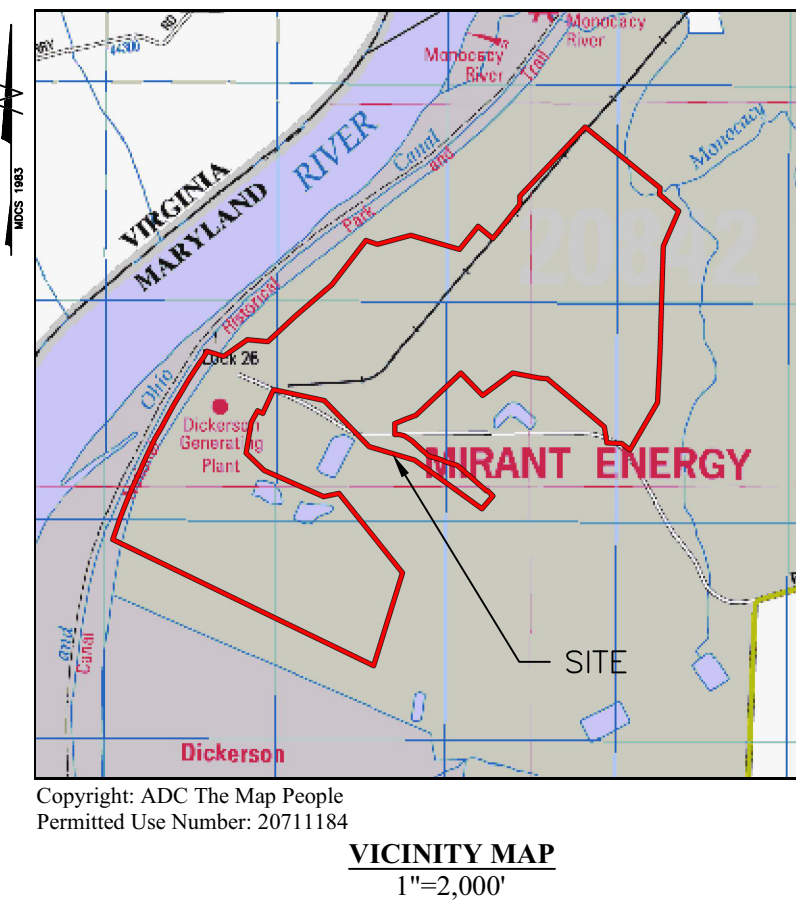 RD
44300
Monocacy
River
Monocacy
River
Trail
MDCS 1983
VIRGINIA
MARYLAND
RIVER
Canal
and
Park
Historical
Monocacy
20842
Lock 26
Ohio
Dickerson
Generating
Plant
MIRANT ENERGY
SITE
and
Canal
Dickerson
Copyright: ADC The Map People
Permitted Use Number: 20711184
VICINITY MAP
1"=2,000'